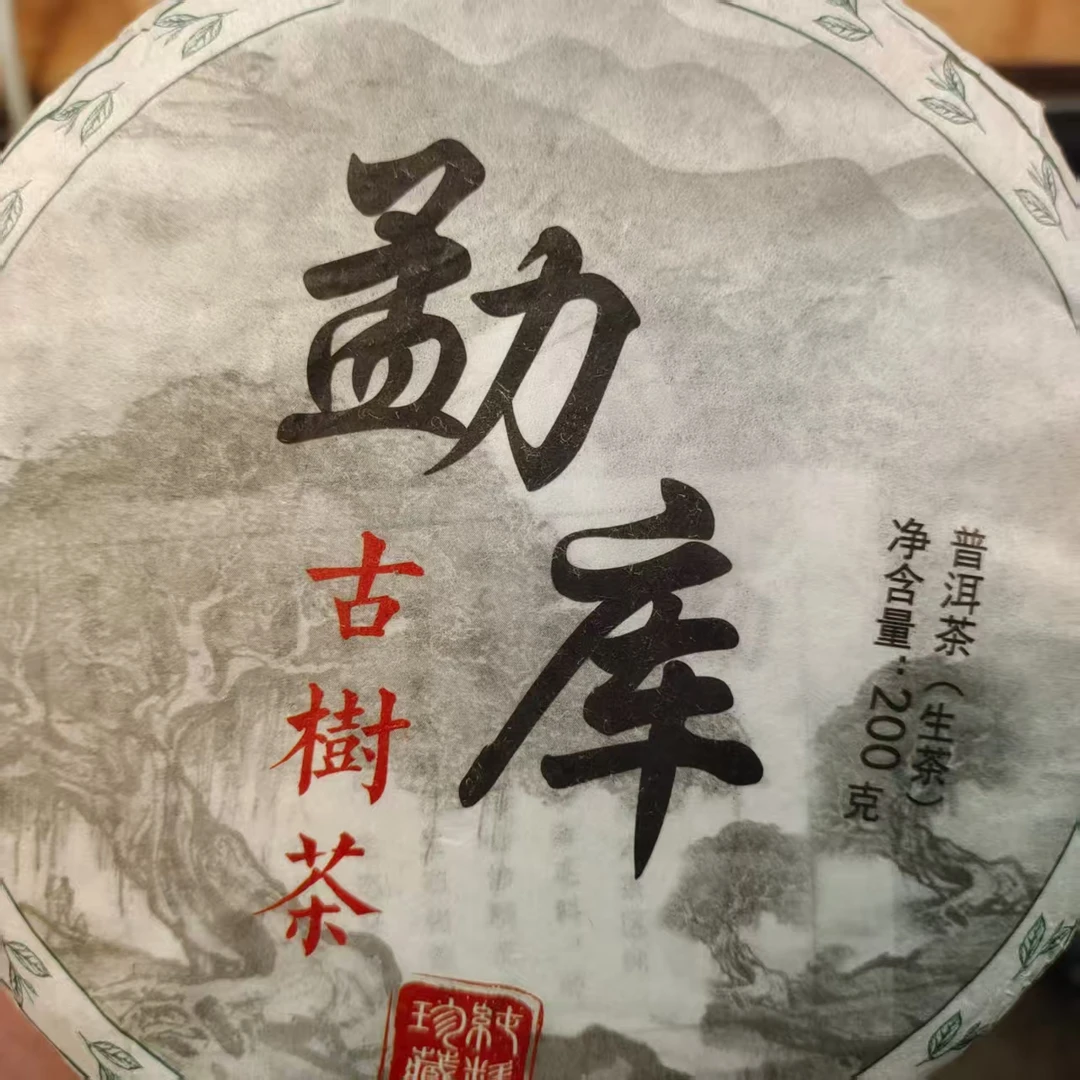 勐库
古樹茶
普洱茶（生茶）
净含量：200克
純
珍藏